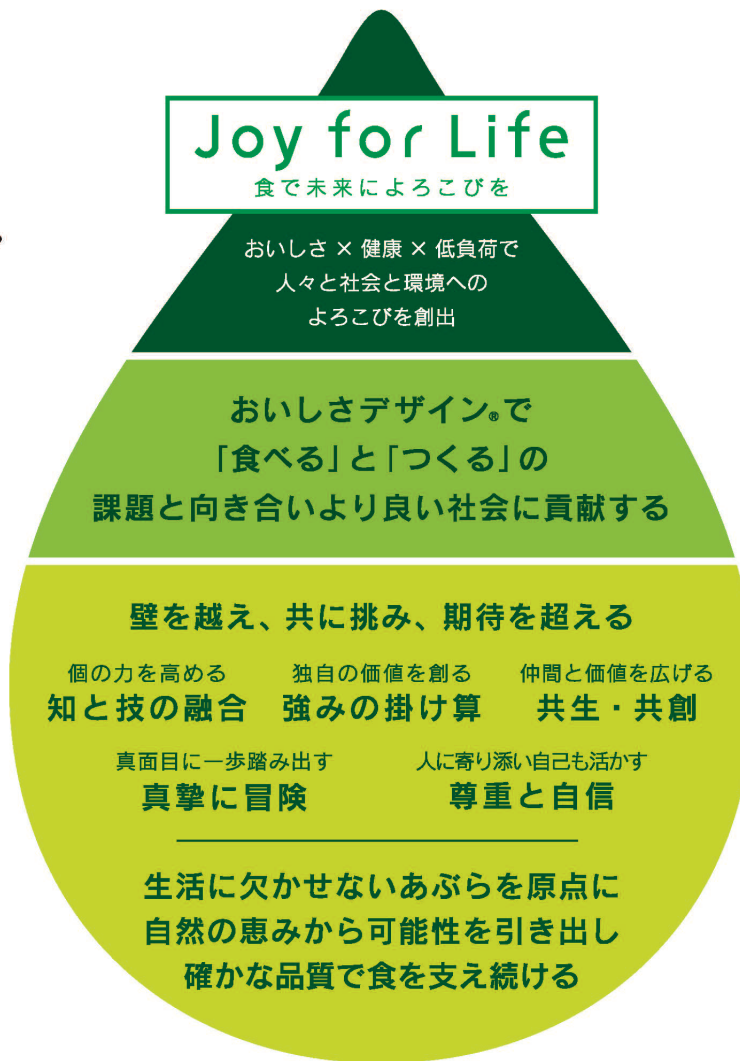 Joy for Life
食で未来によろこびを
おいしさ × 健康 × 低負荷で
人々と社会と環境への
よろこびを創出
おいしさデザイン®で
「食べる」と「つくる」の
課題と向き合いより良い社会に貢献する
壁を越え、共に挑み、期待を超える
個の力を高める 独自の価値を創る 仲間と価値を広げる
知と技の融合 強みの掛け算 共生・共創
真面目に一歩踏み出す 人に寄り添い自己も活かす
真摯に冒険 尊重と自信
生活に欠かせないあぶらを原点に
自然の恵みから可能性を引き出し
確かな品質で食を支え続ける